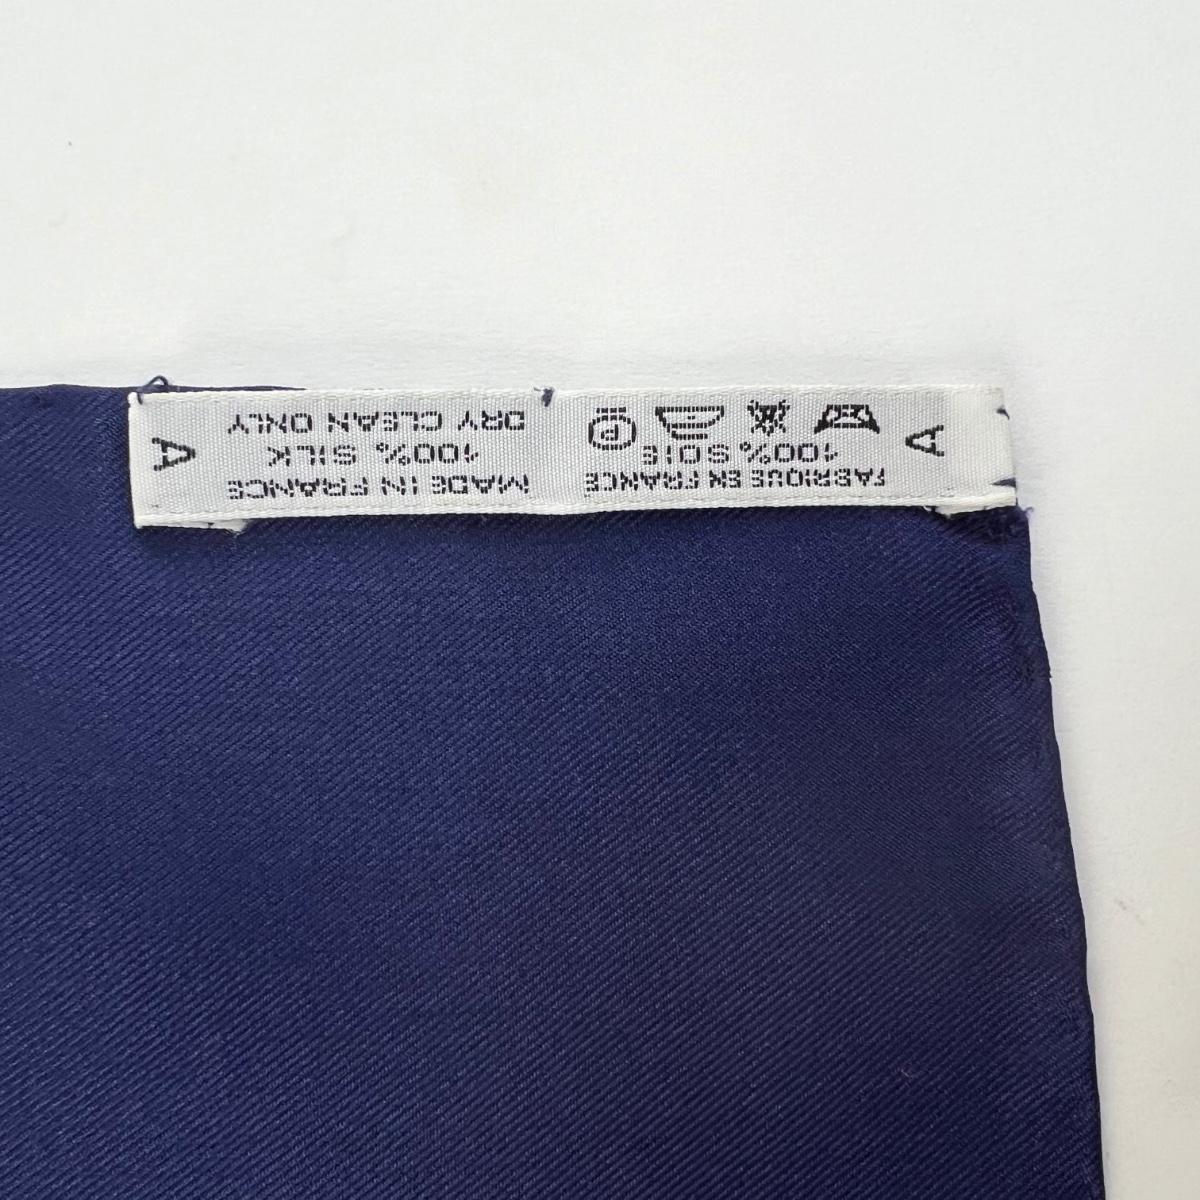 A
FABRIQUE EN FRANCE
100% SOIE
P
MADE IN FRANCE
100% SILK
DRY CLEAN ONLY
A